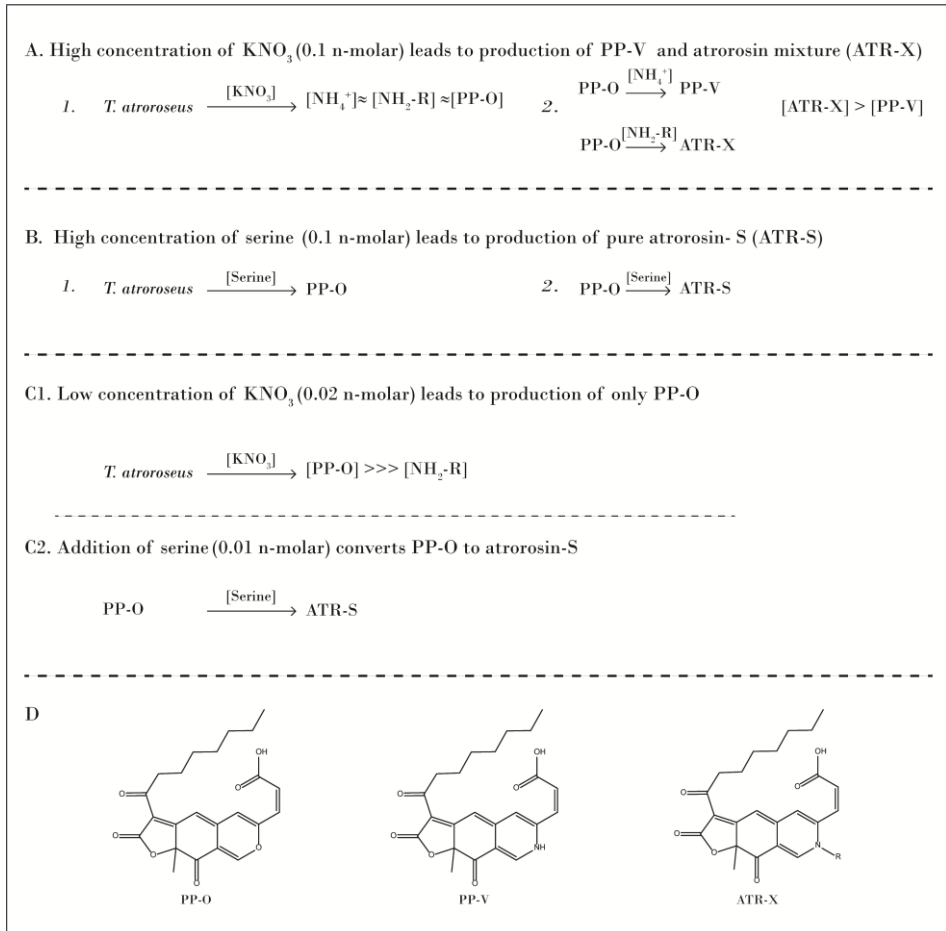 A. High concentration of KNO₃ (0.1 n-molar) leads to production of PP-V and atrorosin mixture (ATR-X)
1. T. atroroseus [KNO₃] → [NH₄⁺] ≈ [NH₂-R] ≈ [PP-O]
2. PP-O [NH₄⁺] → PP-V
[ATR-X] > [PP-V]
PP-O [NH₂-R] → ATR-X
B. High concentration of serine (0.1 n-molar) leads to production of pure atrorosin- S (ATR-S)
1. T. atroroseus [Serine] → PP-O
2. PP-O [Serine] → ATR-S
C1. Low concentration of KNO₃ (0.02 n-molar) leads to production of only PP-O
T. atroroseus [KNO₃] → [PP-O] >>> [NH₂-R]
C2. Addition of serine (0.01 n-molar) converts PP-O to atrorosin-S
PP-O [Serine] → ATR-S
D
O
O
OH
O
O
O
O
PP-O
O
O
OH
O
O
NH
O
PP-V
O
O
OH
O
O
N
R
O
ATR-X